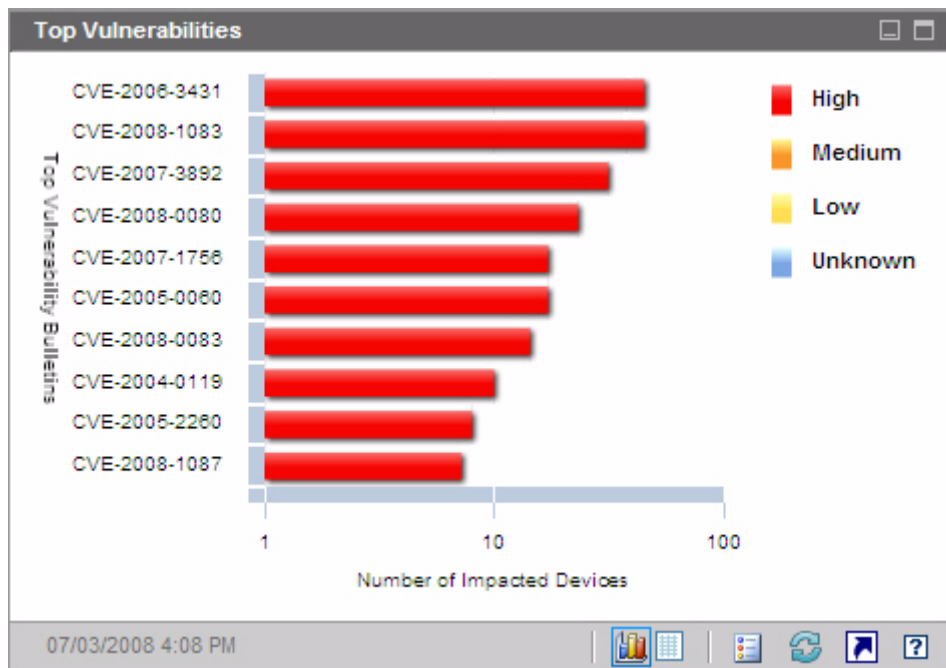 Top Vulnerabilities
Top Vulnerability Bulletins
CVE-2006-3431
CVE-2008-1083
CVE-2007-3892
CVE-2008-0080
CVE-2007-1756
CVE-2005-0060
CVE-2008-0083
CVE-2004-0119
CVE-2005-2260
CVE-2008-1087
1
10
100
Number of Impacted Devices
High
Medium
Low
Unknown
07/03/2008 4:08 PM
?